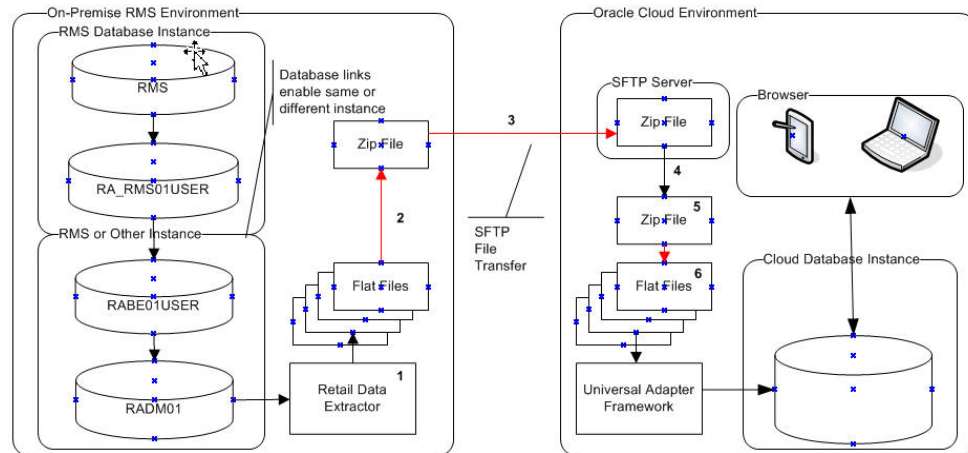 On-Premise RMS Environment
RMS Database Instance
RMS
RA_RMS01USER
Database links
enable same or
different instance
RMS or Other Instance
RABE01USER
RADM01
1
Retail Data
Extractor
Flat Files
2
Zip File
3
SFTP
File
Transfer
Oracle Cloud Environment
SFTP Server
Zip File
4
5
Zip File
6
Flat Files
Universal Adapter
Framework
Browser
Cloud Database Instance